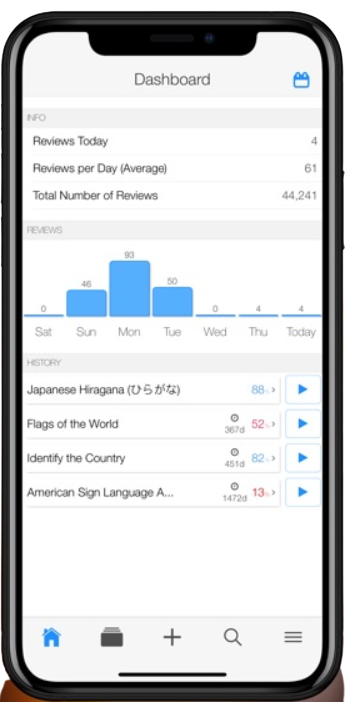 Dashboard
INFO
Reviews Today 4
Reviews per Day (Average) 61
Total Number of Reviews 44,241
REVIEWS
0 46 93 50 0 4 4
Sat Sun Mon Tue Wed Thu Today
HISTORY
Japanese Hiragana (ひらがな) 88%
Flags of the World 367d 52%
Identify the Country 451d 82%
American Sign Language A... 1472d 13%